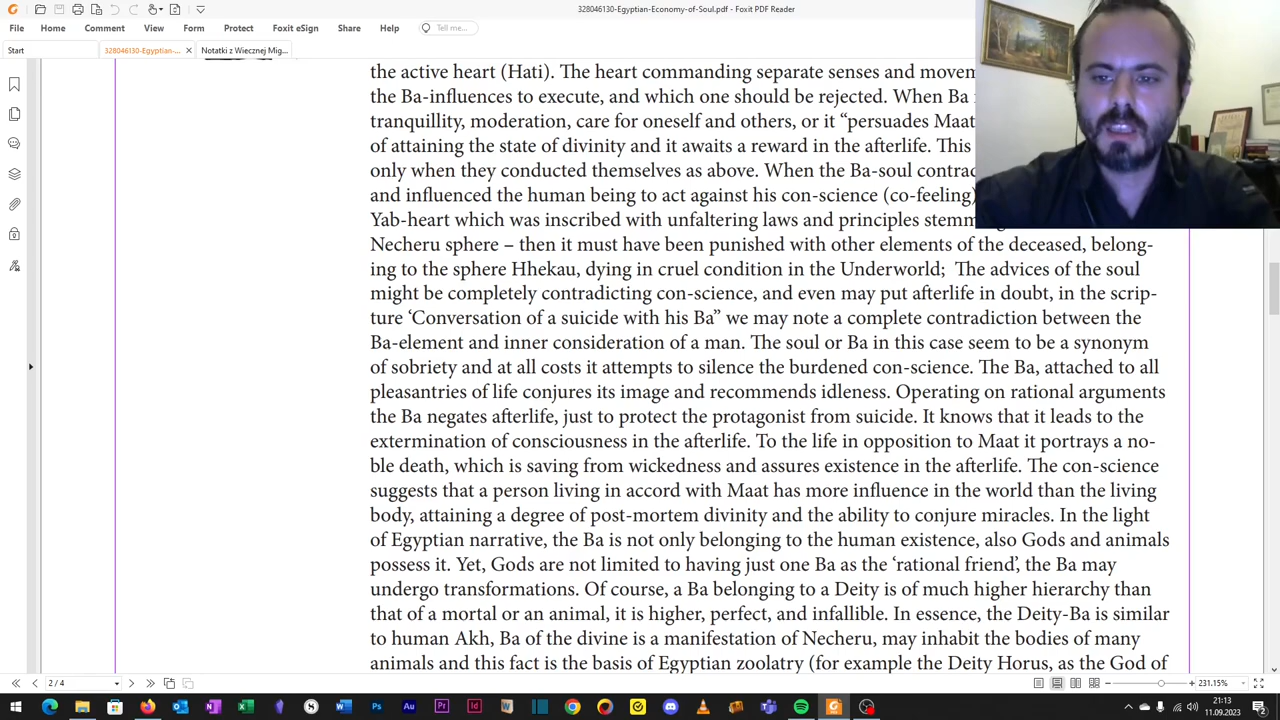 328046130-Egyptian-Economy-of-Soul.pdf - Foxit PDF Reader
File Home Comment View Form Protect Foxit eSign Share Help Tell me...
Start 328046130-Egyptian-... Notatki z Wiecznej Mig...
the active heart (Hati). The heart commanding separate senses and movem
the Ba-influences to execute, and which one should be rejected. When Ba
tranquillity, moderation, care for oneself and others, or it “persuades Maat
of attaining the state of divinity and it awaits a reward in the afterlife. This
only when they conducted themselves as above. When the Ba-soul contrad
and influenced the human being to act against his con-science (co-feeling)
Yab-heart which was inscribed with unfaltering laws and principles stemm
Necheru sphere – then it must have been punished with other elements of the deceased, belong-
ing to the sphere Hhekau, dying in cruel condition in the Underworld; The advices of the soul
might be completely contradicting con-science, and even may put afterlife in doubt, in the scrip-
ture ‘Conversation of a suicide with his Ba” we may note a complete contradiction between the
Ba-element and inner consideration of a man. The soul or Ba in this case seem to be a synonym
of sobriety and at all costs it attempts to silence the burdened con-science. The Ba, attached to all
pleasantries of life conjures its image and recommends idleness. Operating on rational arguments
the Ba negates afterlife, just to protect the protagonist from suicide. It knows that it leads to the
extermination of consciousness in the afterlife. To the life in opposition to Maat it portrays a no-
ble death, which is saving from wickedness and assures existence in the afterlife. The con-science
suggests that a person living in accord with Maat has more influence in the world than the living
body, attaining a degree of post-mortem divinity and the ability to conjure miracles. In the light
of Egyptian narrative, the Ba is not only belonging to the human existence, also Gods and animals
possess it. Yet, Gods are not limited to having just one Ba as the ‘rational friend’, the Ba may
undergo transformations. Of course, a Ba belonging to a Deity is of much higher hierarchy than
that of a mortal or an animal, it is higher, perfect, and infallible. In essence, the Deity-Ba is similar
to human Akh, Ba of the divine is a manifestation of Necheru, may inhabit the bodies of many
animals and this fact is the basis of Egyptian zoolatry (for example the Deity Horus, as the God of
2 / 4 231.15%
21:13
11.09.2023